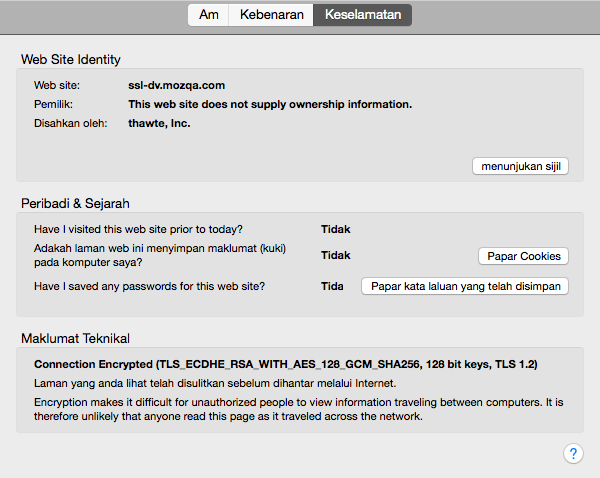 Am Kebenaran Keselamatan
Web Site Identity
Web site: ssl-dv.mozqa.com
Pemilik: This web site does not supply ownership information.
Disahkan oleh: thawte, Inc.
menunjukan sijil
Peribadi & Sejarah
Have I visited this web site prior to today? Tidak
Adakah laman web ini menyimpan maklumat (kuki)
pada komputer saya? Tidak Papar Cookies
Have I saved any passwords for this web site? Tida Papar kata laluan yang telah disimpan
Maklumat Teknikal
Connection Encrypted (TLS_ECDHE_RSA_WITH_AES_128_GCM_SHA256, 128 bit keys, TLS 1.2)
Laman yang anda lihat telah disulitkan sebelum dihantar melalui Internet.
Encryption makes it difficult for unauthorized people to view information traveling between computers. It is
therefore unlikely that anyone read this page as it traveled across the network.
?